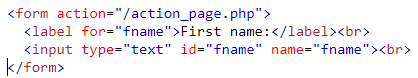 <form action="/action_page.php">
  <label for="fname">First name:</label><br>
  <input type="text" id="fname" name="fname"><br>
</form>